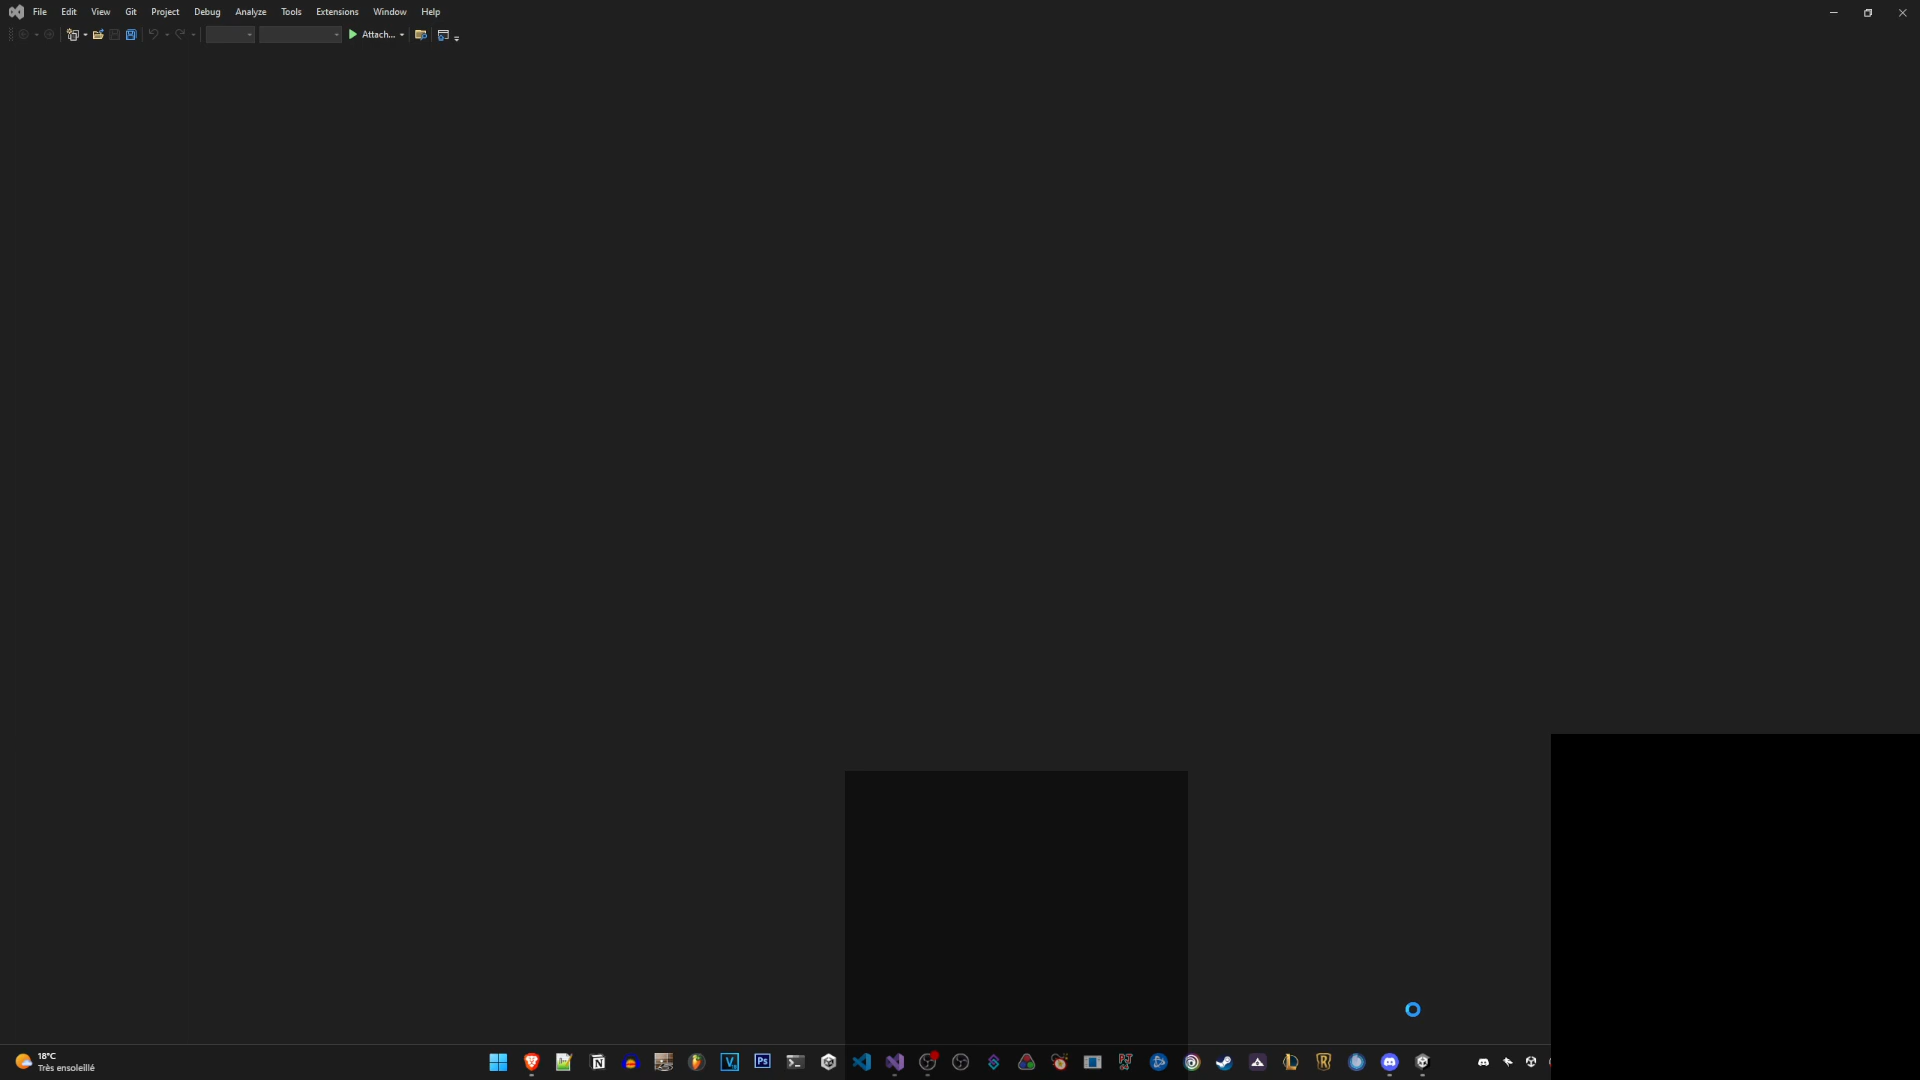 File Edit View Git Project Debug Analyze Tools Extensions Window Help
Attach...
18°C
Très ensoleillé